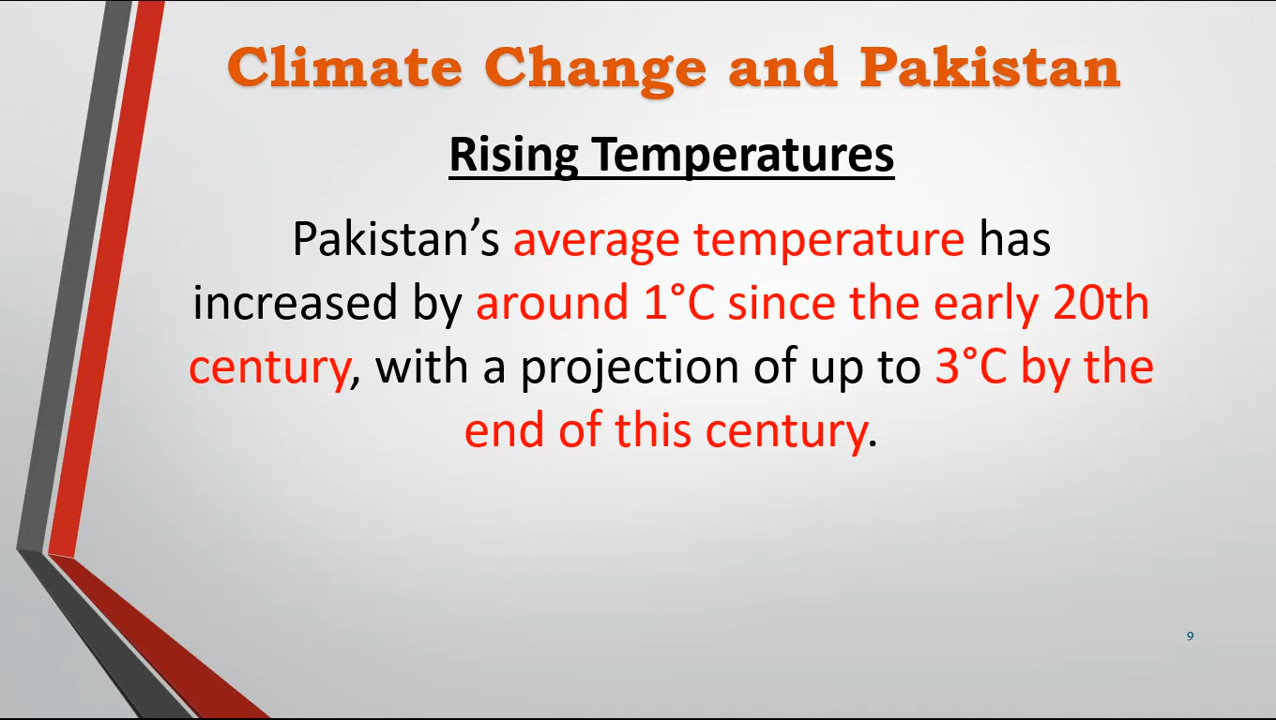 Climate Change and Pakistan
Rising Temperatures
Pakistan’s average temperature has
increased by around 1°C since the early 20th
century, with a projection of up to 3°C by the
end of this century.
9